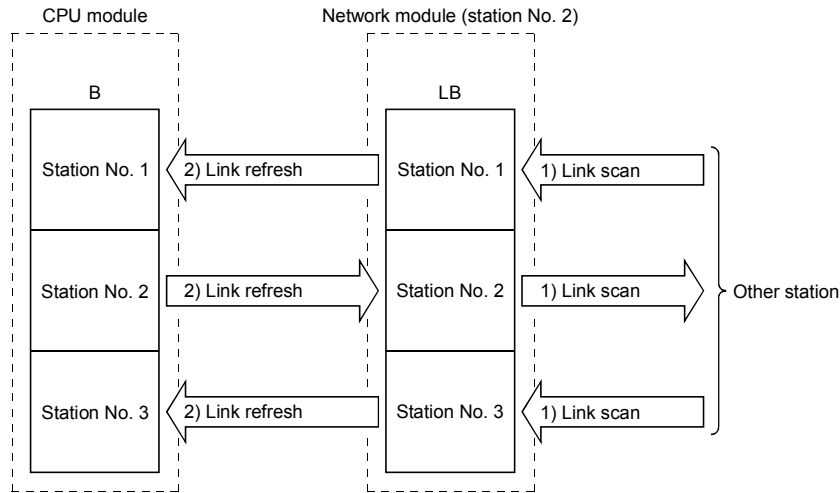 CPU module
Network module (station No. 2)
B
LB
Station No. 1
2) Link refresh
Station No. 1
1) Link scan
Station No. 2
2) Link refresh
Station No. 2
1) Link scan
Other station
Station No. 3
2) Link refresh
Station No. 3
1) Link scan